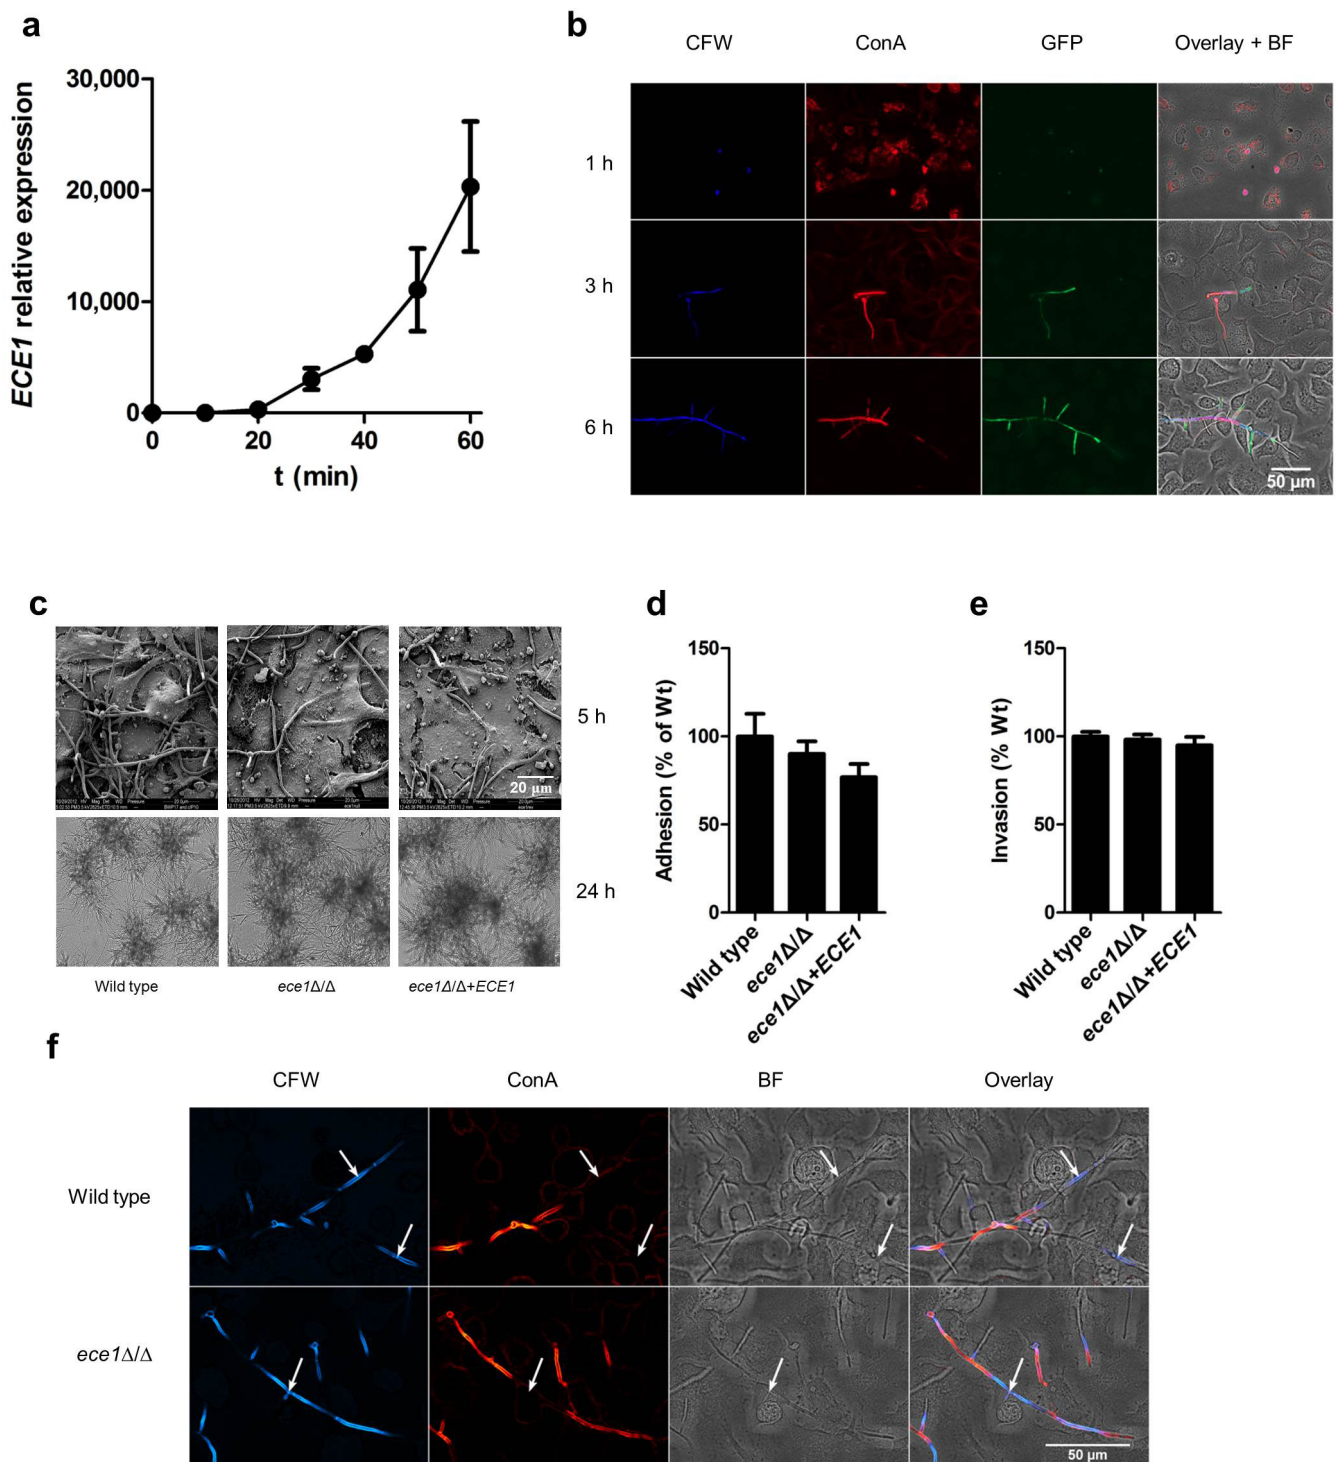 a
30,000
20,000
10,000
0
0 20 40 60
t (min)
ECE1 relative expression
b
CFW ConA GFP Overlay + BF
1 h
3 h
6 h
50 µm
c
5 h
20 µm
24 h
Wild type ece1Δ/Δ ece1Δ/Δ+ECE1
d
150
100
50
0
Adhesion (% of Wt)
Wild type
ece1Δ/Δ
ece1Δ/Δ+ECE1
e
150
100
50
0
Invasion (% Wt)
Wild type
ece1Δ/Δ
ece1Δ/Δ+ECE1
f
CFW ConA BF Overlay
Wild type
ece1Δ/Δ
50 µm